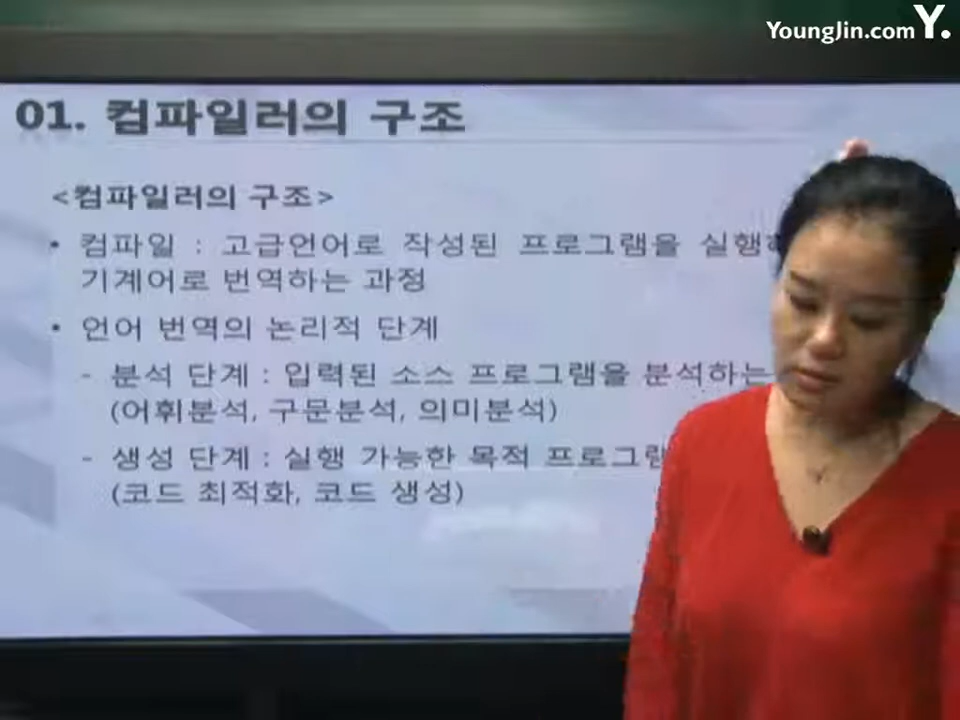 YoungJin.com Y.
01. 컴파일러의 구조
<컴파일러의 구조>
• 컴파일 : 고급언어로 작성된 프로그램을 실행
기계어로 번역하는 과정
• 언어 번역의 논리적 단계
- 분석 단계 : 입력된 소스 프로그램을 분석하는
(어휘분석, 구문분석, 의미분석)
- 생성 단계 : 실행 가능한 목적 프로그램
(코드 최적화, 코드 생성)